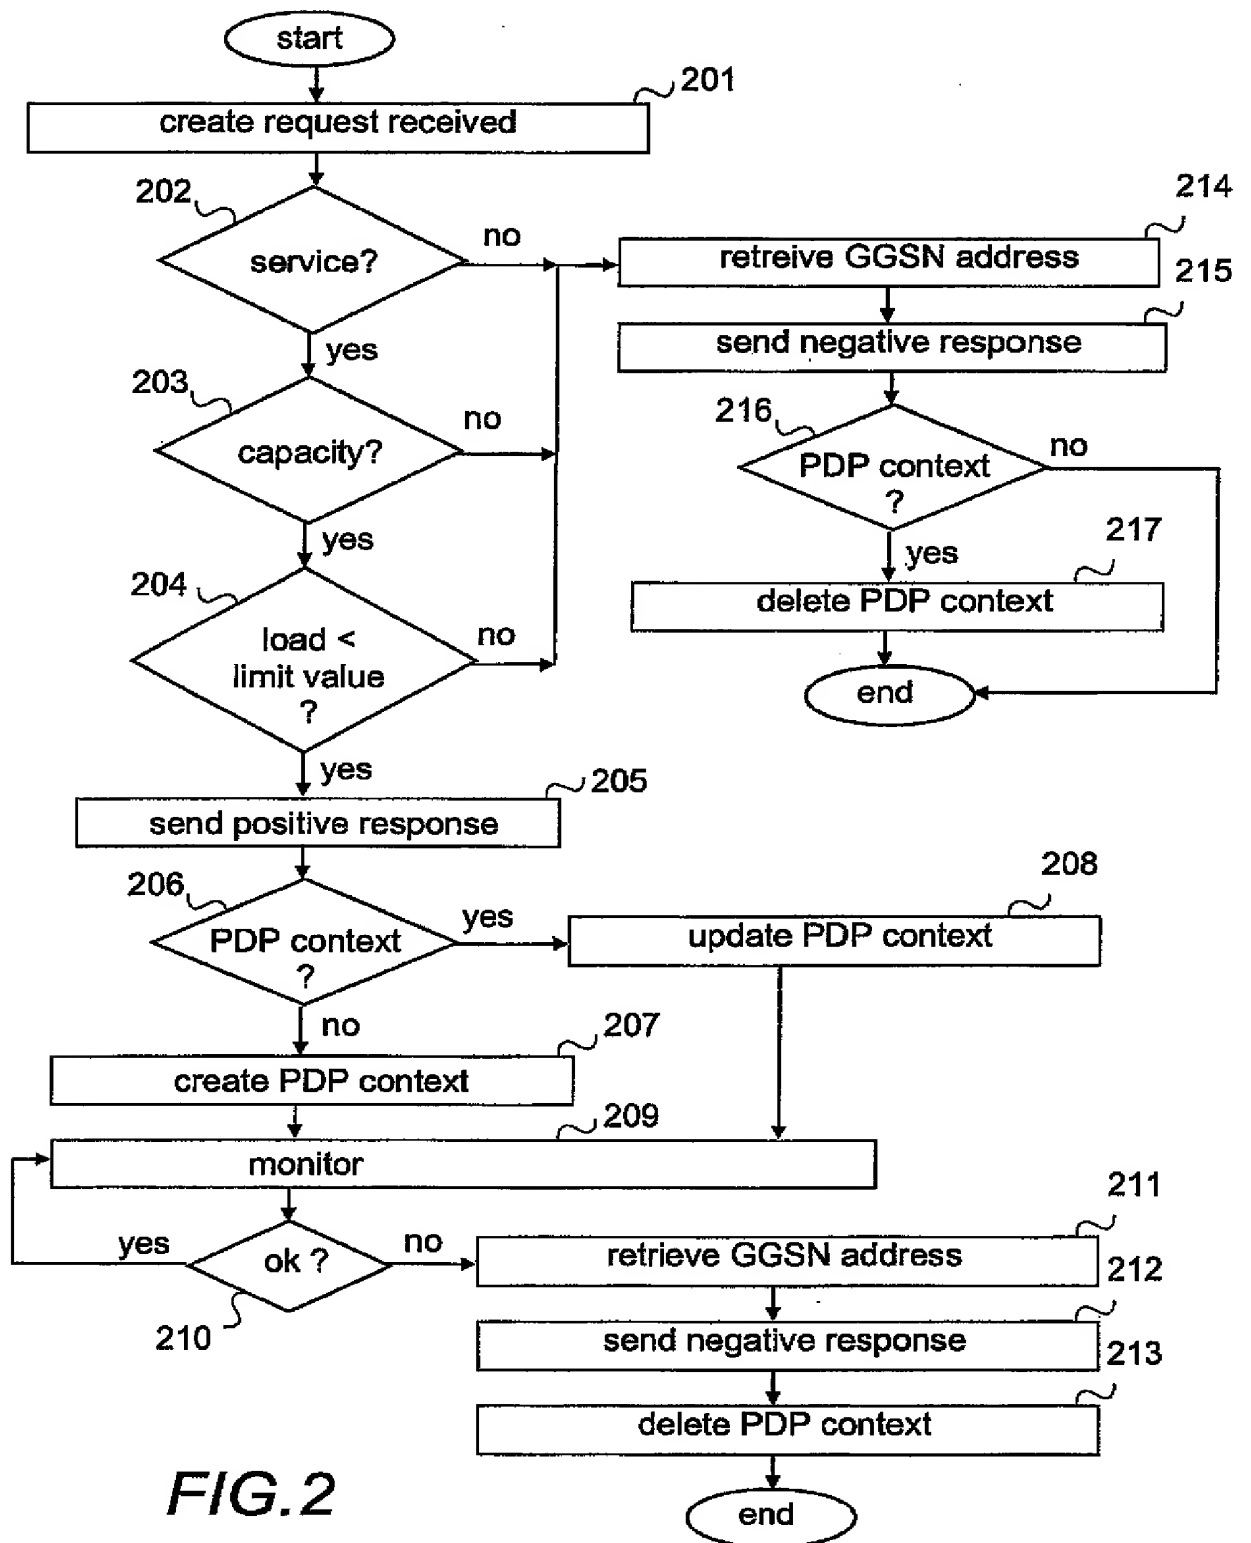 start
201
create request received
202
service?
no
yes
214
retreive GGSN address
215
send negative response
203
capacity?
no
yes
216
PDP context
?
no
yes
217
delete PDP context
end
204
load <
limit value
?
no
yes
205
send positive response
206
PDP context
?
yes
no
208
update PDP context
207
create PDP context
209
monitor
ok ?
yes
no
210
211
retrieve GGSN address
212
send negative response
213
delete PDP context
end
FIG.2